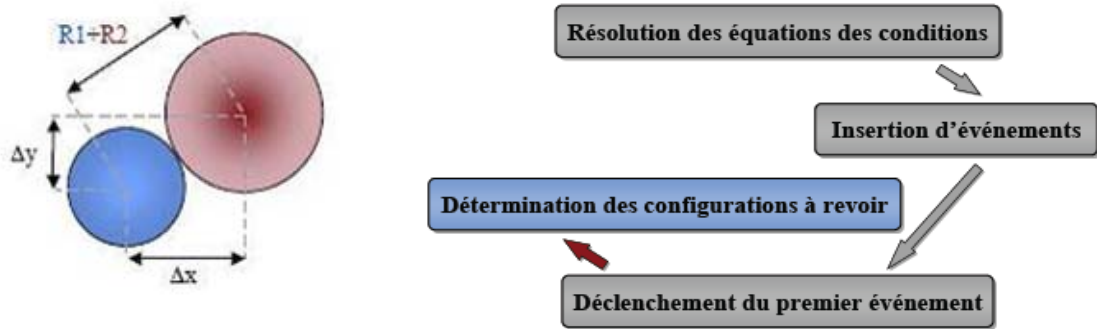 R1+R2
Δy
Δx
Résolution des équations des conditions
Insertion d’événements
Détermination des configurations à revoir
Déclenchement du premier événement